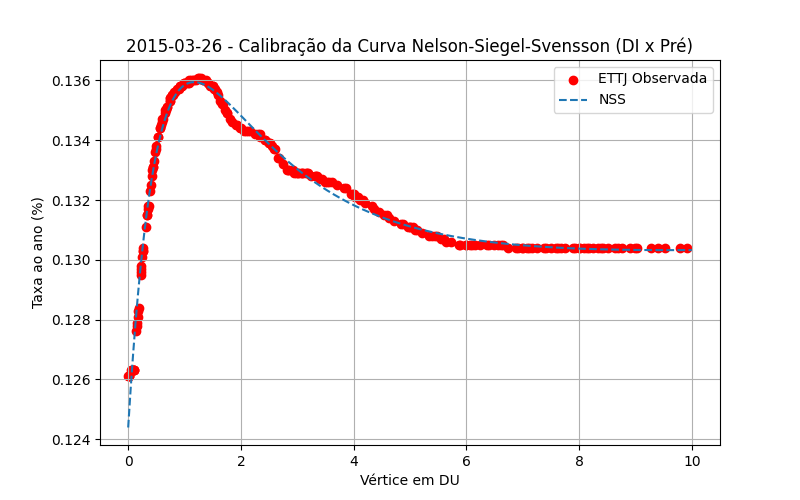 2015-03-26 - Calibração da Curva Nelson-Siegel-Svensson (DI x Pré)
ETTJ Observada
NSS
Taxa ao ano (%)
0.136
0.134
0.132
0.130
0.128
0.126
0.124
0 2 4 6 8 10
Vértice em DU